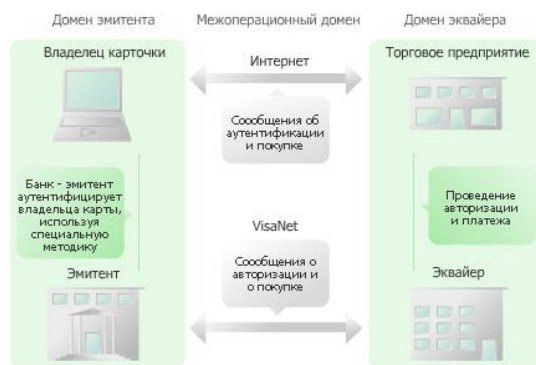 Домен эмитента
Межоперационный домен
Домен эквайера
Владелец карточки
Интернет
Торговое предприятие
Соообщения об
аутентификации
и покупке
Банк - эмитент
аутентифицирует
владельца карты,
используя
специальную
методику
Проведение
авторизации
и платежа
VisaNet
Эмитент
Соообщения о
авторизации и
о покупке
Эквайер